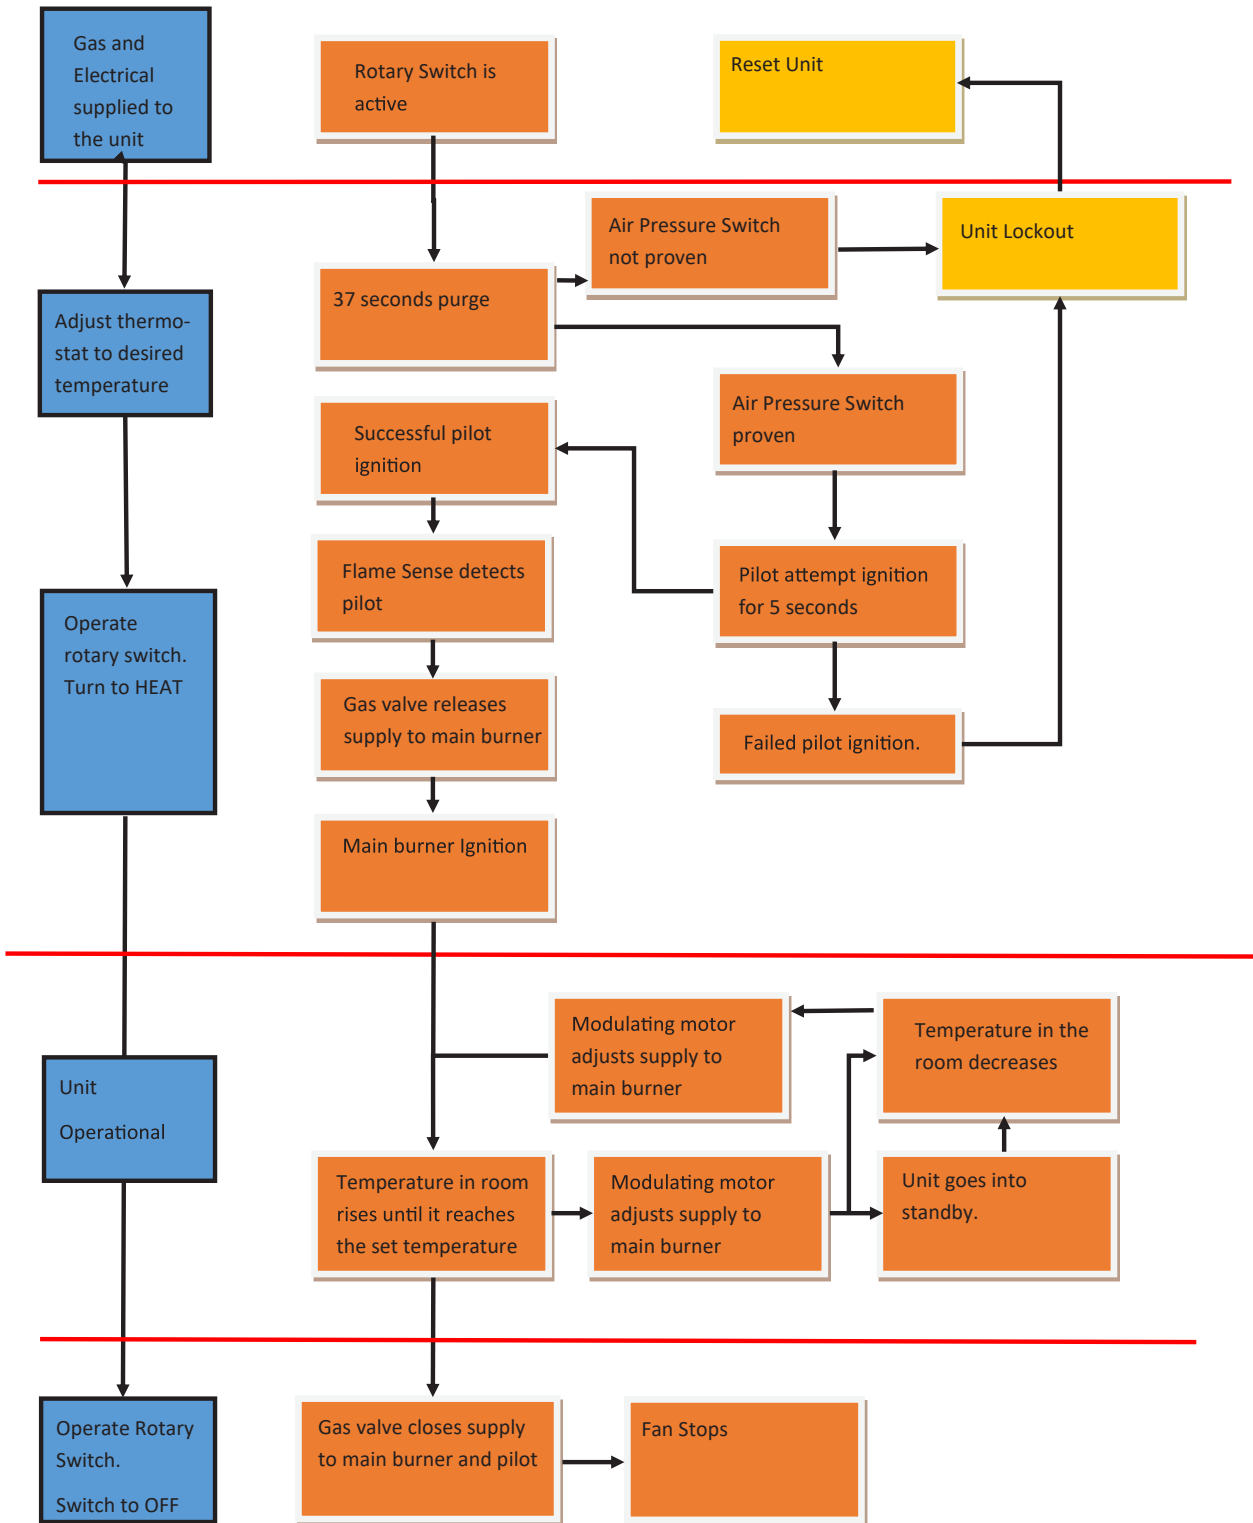 Gas and
Electrical
supplied to
the unit
Rotary Switch is
active
Reset Unit
Air Pressure Switch
not proven
Unit Lockout
37 seconds purge
Adjust thermo-
stat to desired
temperature
Air Pressure Switch
proven
Successful pilot
ignition
Flame Sense detects
pilot
Pilot attempt ignition
for 5 seconds
Operate
rotary switch.
Turn to HEAT
Gas valve releases
supply to main burner
Failed pilot ignition.
Main burner Ignition
Modulating motor
adjusts supply to
main burner
Temperature in the
room decreases
Unit
Operational
Temperature in room
rises until it reaches
the set temperature
Modulating motor
adjusts supply to
main burner
Unit goes into
standby.
Operate Rotary
Switch.
Switch to OFF
Gas valve closes supply
to main burner and pilot
Fan Stops